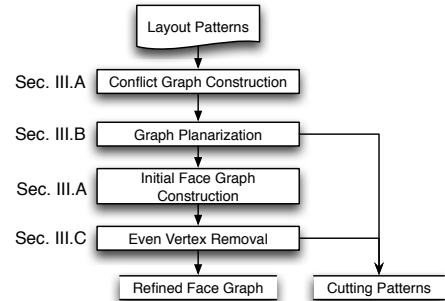 Layout Patterns
Sec. III.A
Conflict Graph Construction
Sec. III.B
Graph Planarization
Sec. III.A
Initial Face Graph
Construction
Sec. III.C
Even Vertex Removal
Refined Face Graph
Cutting Patterns